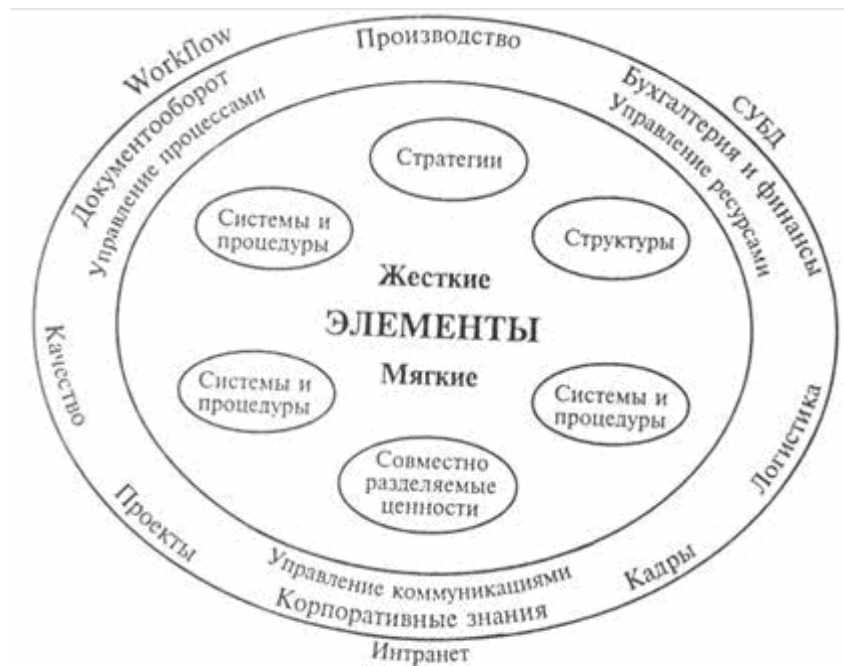 Workflow
Производство
СУБД
Документооборот
Управление процессами
Бухгалтерия и финансы
Управление ресурсами
Стратегии
Системы и
процедуры
Структуры
Жесткие
ЭЛЕМЕНТЫ
Мягкие
Качество
Системы и
процедуры
Системы и
процедуры
Логистика
Совместно
разделяемые
ценности
Проекты
Управление коммуникациями
Кадры
Корпоративные знания
Интранет